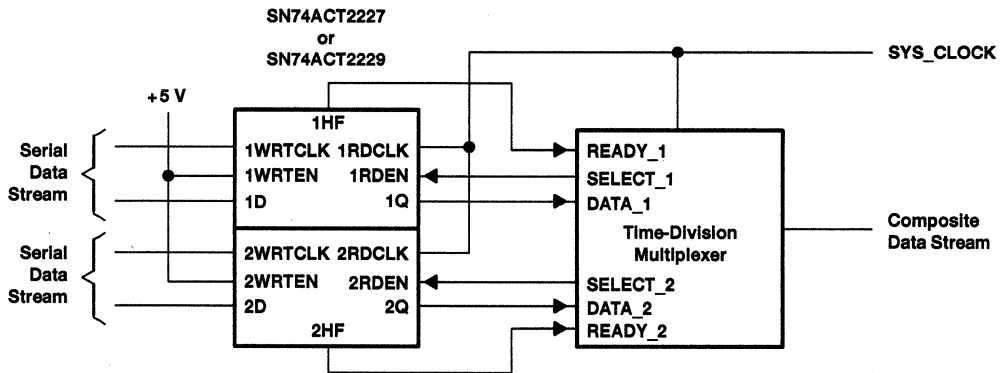 SN74ACT2227
or
SN74ACT2229
SYS_CLOCK
+5 V
1HF
Serial
Data
Stream
1WRTCLK 1RDCLK
1WRTEN 1RDEN
1D 1Q
READY_1
SELECT_1
DATA_1
Time-Division
Multiplexer
Composite
Data Stream
Serial
Data
Stream
2WRTCLK 2RDCLK
2WRTEN 2RDEN
2D 2Q
2HF
SELECT_2
DATA_2
READY_2